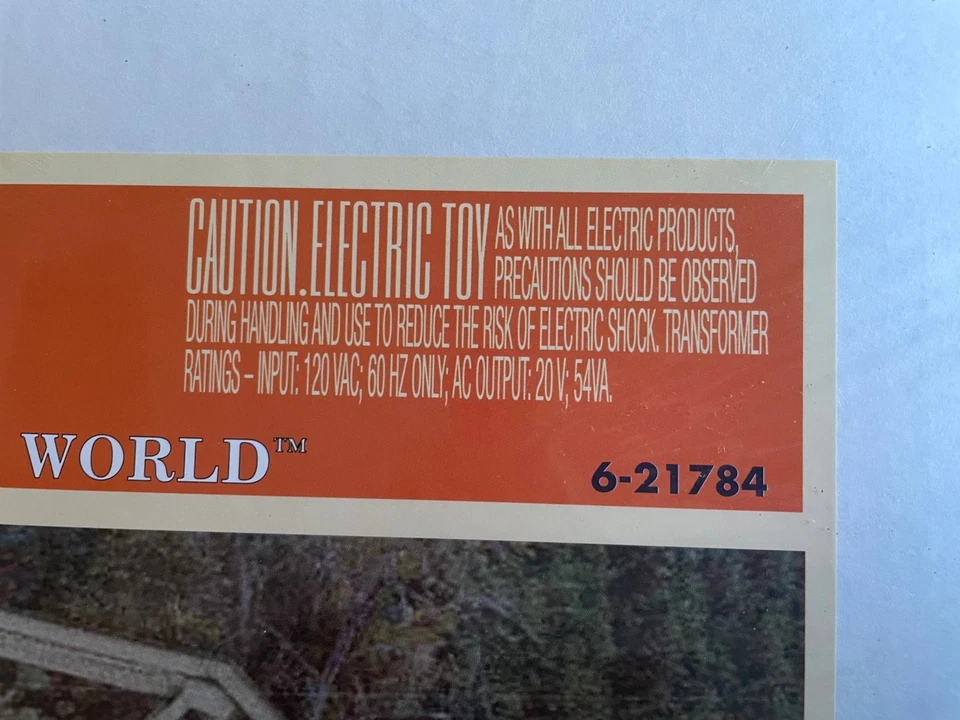 CAUTION. ELECTRIC TOY AS WITH ALL ELECTRIC PRODUCTS,
PRECAUTIONS SHOULD BE OBSERVED
DURING HANDLING AND USE TO REDUCE THE RISK OF ELECTRIC SHOCK. TRANSFORMER
RATINGS – INPUT: 120 VAC; 60 HZ ONLY; AC OUTPUT: 20 V; 54VA.
WORLD™
6-21784